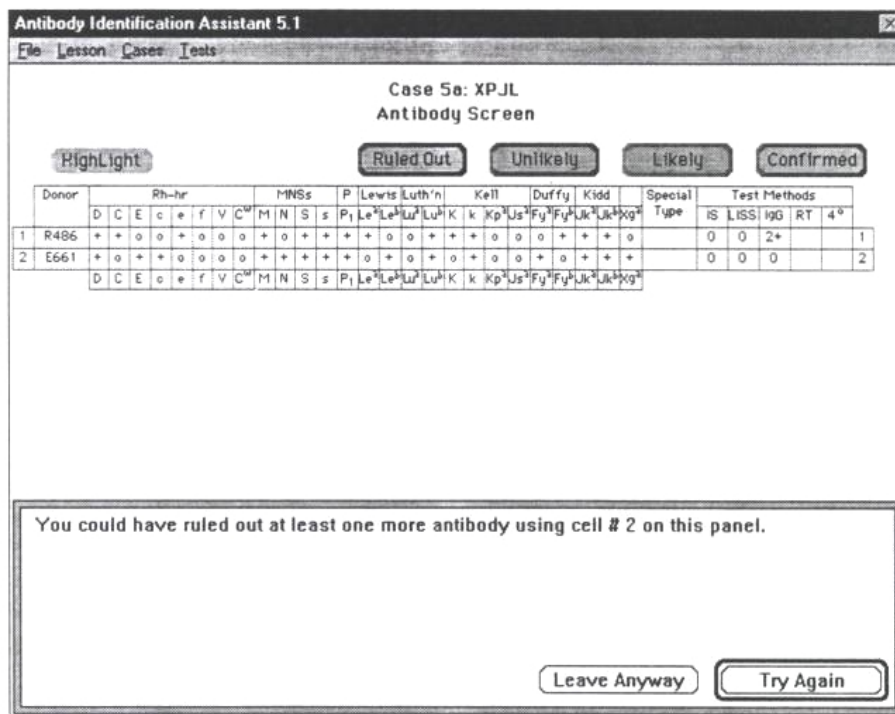 Antibody Identification Assistant 5.1
File Lesson Cases Tests
Case 5a: XPJL
Antibody Screen
HighLight Ruled Out Unlikely Likely Confirmed
Donor Rh-hr MNSs P Lewis Luth'n Kell Duffy Kidd Special Type Test Methods
D C E c e f V Cʷ M N S s P₁ Leᵃ Leᵇ Luᵃ Luᵇ K k Kpᵃ Jsᵃ Fyᵃ Fyᵇ Jkᵃ Jkᵇ Xgᵃ IS LISS IgG RT 4°
1 R486 + + o o + o o o + o + + + + o o + + + o o o + + + o 0 0 2+ 1
2 E661 + o + + o o o o + + o + + o + o + o + o o + o + + + 0 0 0 2
D C E c e f V Cʷ M N S s P₁ Leᵃ Leᵇ Luᵃ Luᵇ K k Kpᵃ Jsᵃ Fyᵃ Fyᵇ Jkᵃ Jkᵇ Xgᵃ
You could have ruled out at least one more antibody using cell # 2 on this panel.
Leave Anyway Try Again